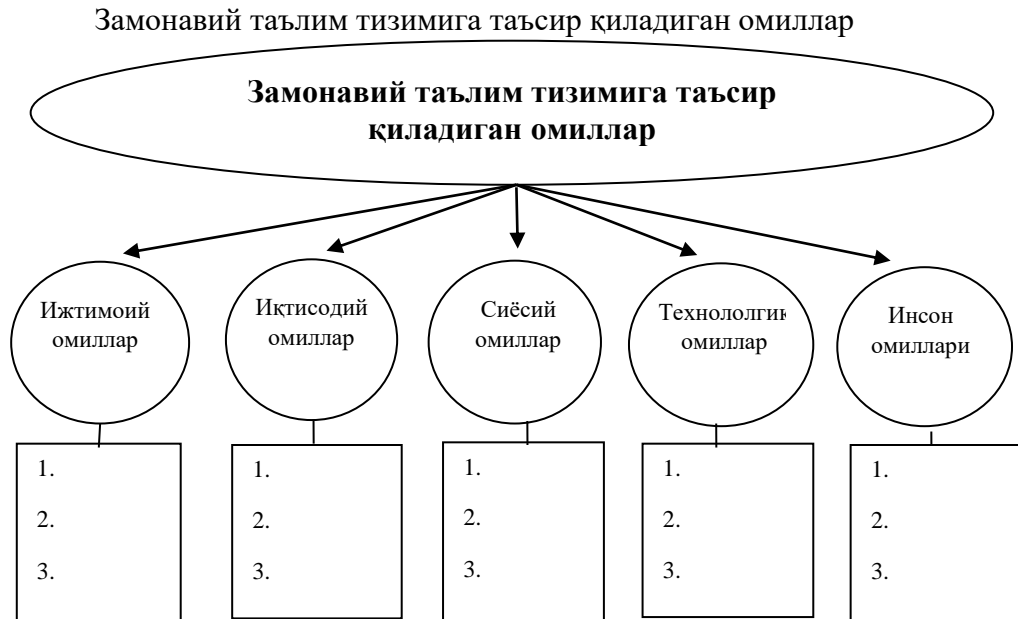 Замонавий таълим тизимига таъсир қиладиган омиллар
Замонавий таълим тизимига таъсир
қиладиган омиллар
Ижтимоий
омиллар
Иқтисодий
омиллар
Сиёсий
омиллар
Технололгик
омиллар
Инсон
омиллари
1.
2.
3.
1.
2.
3.
1.
2.
3.
1.
2.
3.
1.
2.
3.